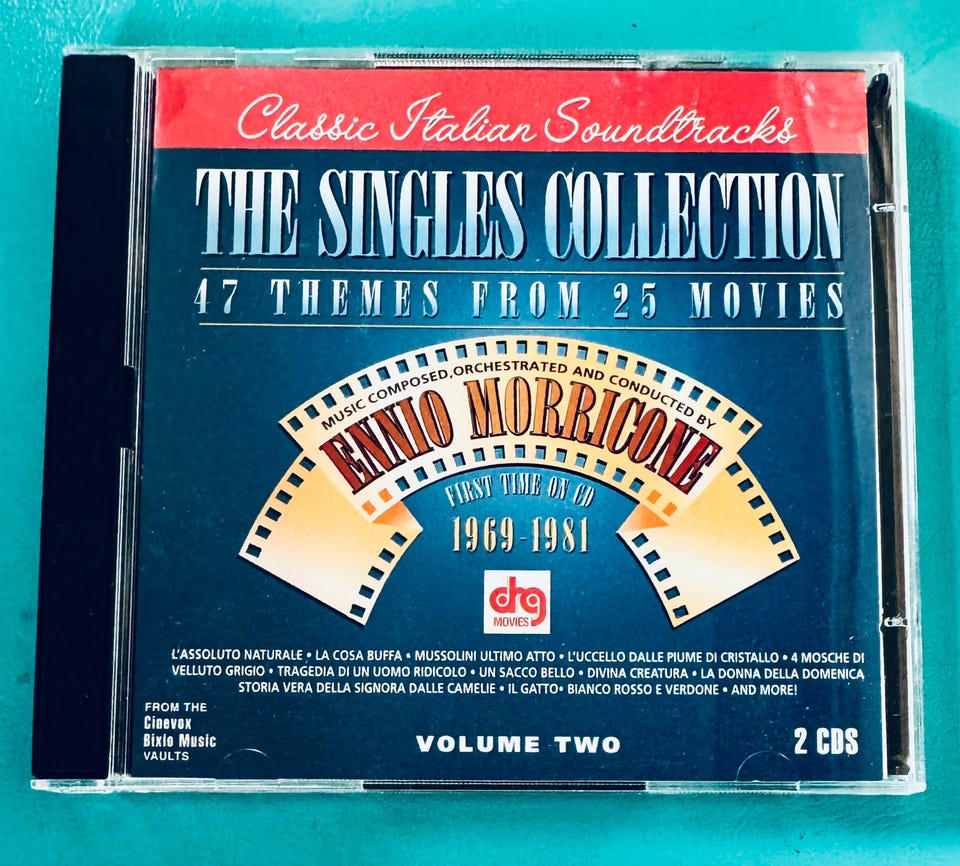 Classic Italian Soundtracks
THE SINGLES COLLECTION
47 THEMES FROM 25 MOVIES
MUSIC COMPOSED, ORCHESTRATED AND CONDUCTED BY
ENNIO MORRICONE
FIRST TIME ON CD
1969-1981
drg
MOVIES
L'ASSOLUTO NATURALE • LA COSA BUFFA • MUSSOLINI ULTIMO ATTO • L'UCCELLO DALLE PIUME DI CRISTALLO • 4 MOSCHE DI
VELLUTO GRIGIO • TRAGEDIA DI UN UOMO RIDICOLO • UN SACCO BELLO • DIVINA CREATURA • LA DONNA DELLA DOMENICA
STORIA VERA DELLA SIGNORA DALLE CAMELIE • IL GATTO• BIANCO ROSSO E VERDONE • AND MORE!
FROM THE
Cinevox
Bixio Music
VAULTS
VOLUME TWO
2 CDS